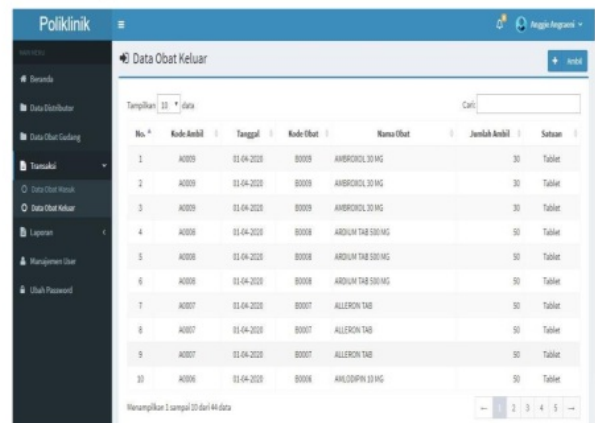 Poliklinik
Anggie Angraeni
MAIN MENU
Beranda
Data Distributor
Data Obat Gudang
Transaksi
Data Obat Masuk
Data Obat Keluar
Laporan
Manajemen User
Ubah Password
Data Obat Keluar
+ Ambil
Tampilkan 10 data
Cari:
No. Kode Ambil Tanggal Kode Obat Nama Obat Jumlah Ambil Satuan
1 A0009 01-04-2020 B0009 AMBROXOL 30 MG 30 Tablet
2 A0009 01-04-2020 B0009 AMBROXOL 30 MG 30 Tablet
3 A0009 01-04-2020 B0009 AMBROXOL 30 MG 30 Tablet
4 A0008 01-04-2020 B0008 ARDIUM TAB 500 MG 50 Tablet
5 A0008 01-04-2020 B0008 ARDIUM TAB 500 MG 50 Tablet
6 A0008 01-04-2020 B0008 ARDIUM TAB 500 MG 50 Tablet
7 A0007 01-04-2020 B0007 ALLERON TAB 50 Tablet
8 A0007 01-04-2020 B0007 ALLERON TAB 50 Tablet
9 A0007 01-04-2020 B0007 ALLERON TAB 50 Tablet
10 A0006 01-04-2020 B0006 AMLODIPIN 10 MG 50 Tablet
Menampilkan 1 sampai 10 dari 44 data
← 1 2 3 4 5 →